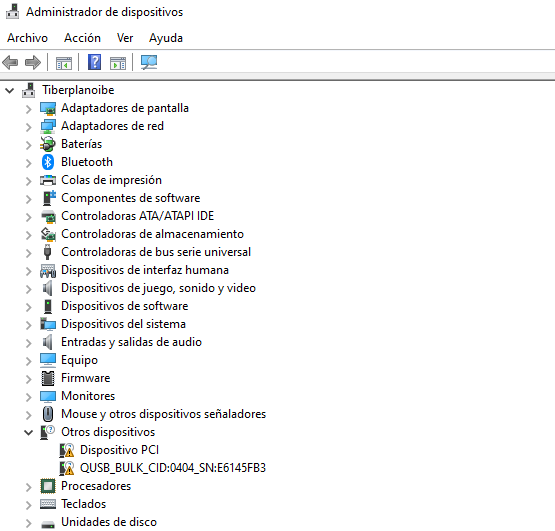 Administrador de dispositivos
Archivo Acción Ver Ayuda
Tiberplanoibe
Adaptadores de pantalla
Adaptadores de red
Baterías
Bluetooth
Colas de impresión
Componentes de software
Controladoras ATA/ATAPI IDE
Controladoras de almacenamiento
Controladoras de bus serie universal
Dispositivos de interfaz humana
Dispositivos de juego, sonido y video
Dispositivos de software
Dispositivos del sistema
Entradas y salidas de audio
Equipo
Firmware
Monitores
Mouse y otros dispositivos señaladores
Otros dispositivos
Dispositivo PCI
QUSB_BULK_CID:0404_SN:E6145FB3
Procesadores
Teclados
Unidades de disco